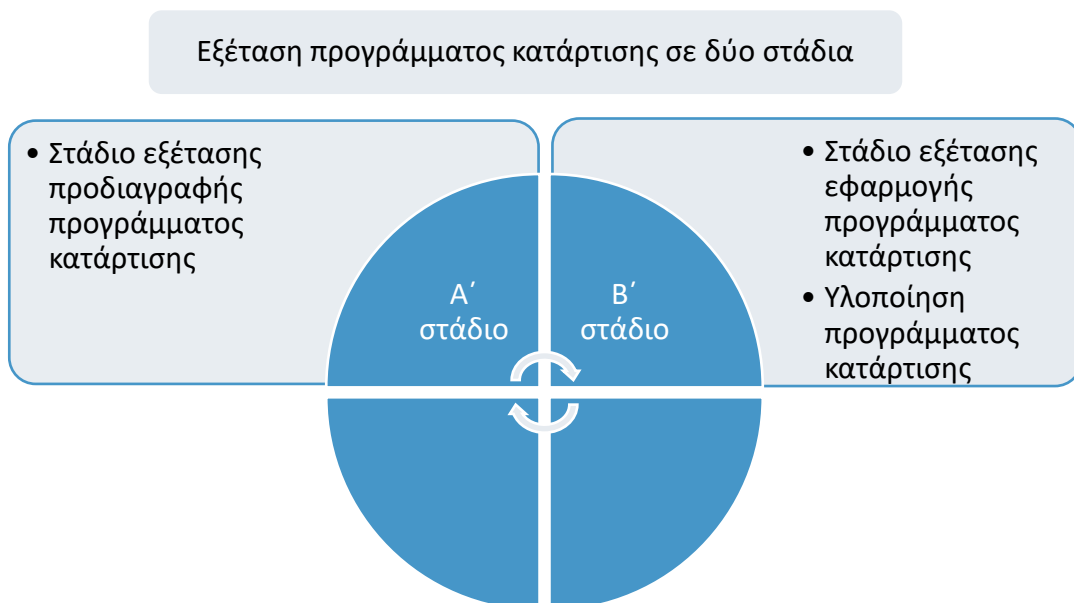 Εξέταση προγράμματος κατάρτισης σε δύο στάδια
• Στάδιο εξέτασης
προδιαγραφής
προγράμματος
κατάρτισης
Α΄
στάδιο
Β΄
στάδιο
• Στάδιο εξέτασης
εφαρμογής
προγράμματος
κατάρτισης
• Υλοποίηση
προγράμματος
κατάρτισης